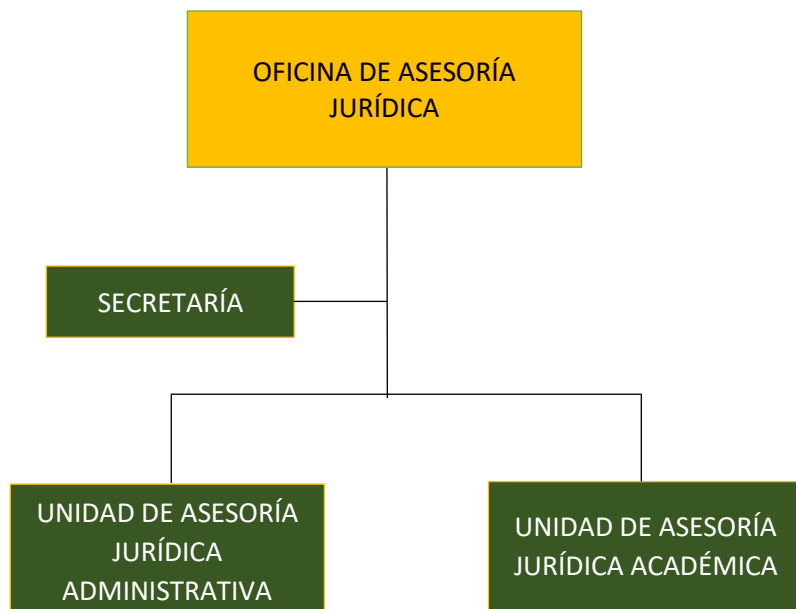 OFICINA DE ASESORÍA
JURÍDICA
SECRETARÍA
UNIDAD DE ASESORÍA
JURÍDICA
ADMINISTRATIVA
UNIDAD DE ASESORÍA
JURÍDICA ACADÉMICA